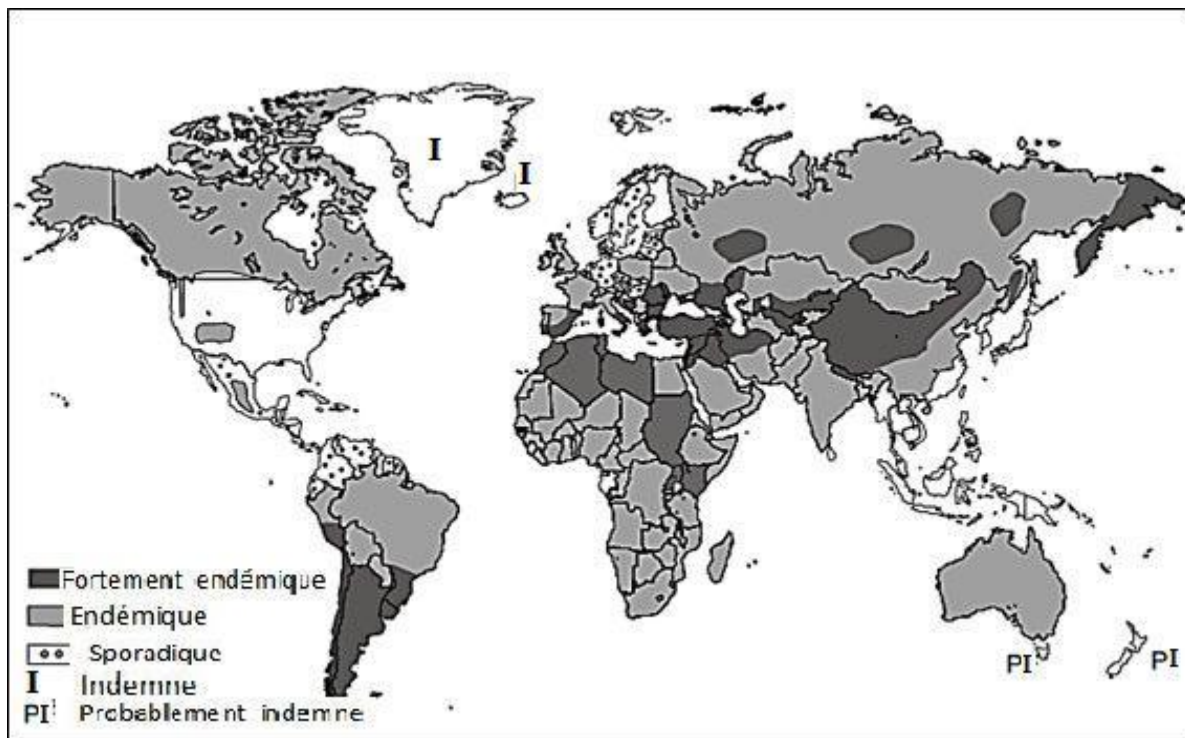 I
I
Fortement endémique
Endémique
Sporadique
I Indemne
PI Probablement indemne
PI
PI